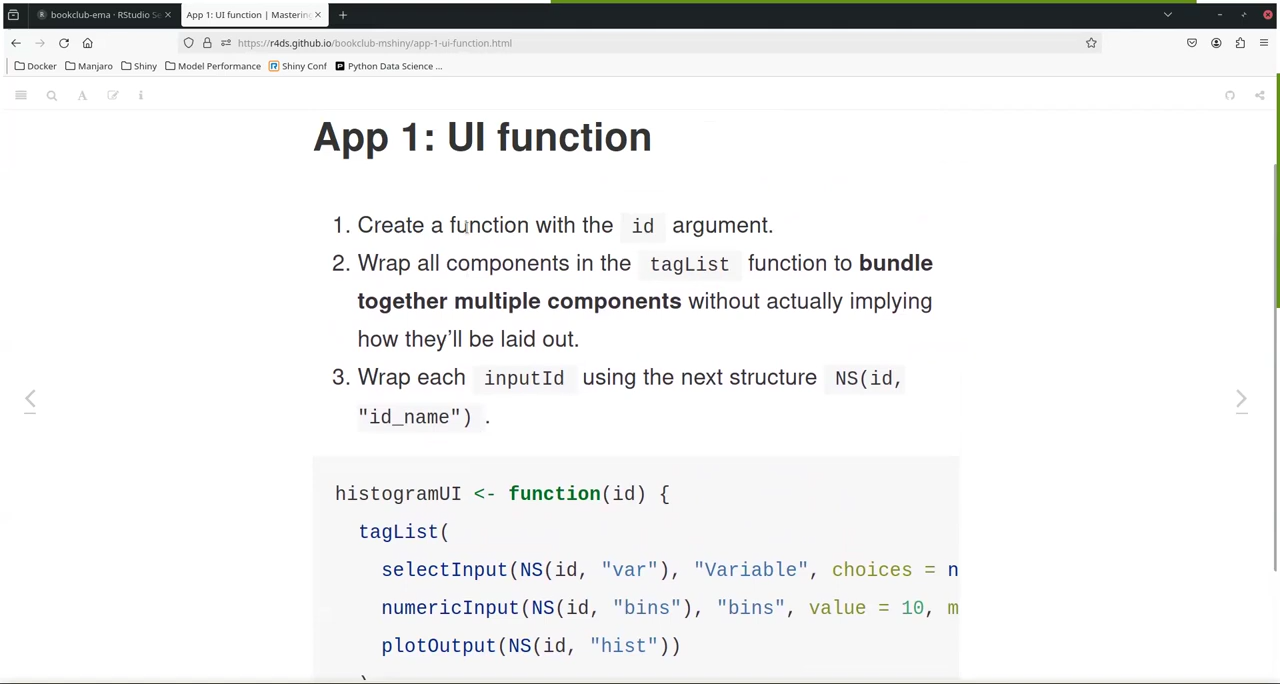 bookclub-ema · RStudio Se
App 1: UI function | Mastering
https://r4ds.github.io/bookclub-mshiny/app-1-ui-function.html
Docker Manjaro Shiny Model Performance Shiny Conf Python Data Science ...
App 1: UI function
1. Create a function with the id argument.
2. Wrap all components in the tagList function to bundle
together multiple components without actually implying
how they’ll be laid out.
3. Wrap each inputId using the next structure NS(id,
"id_name") .
histogramUI <- function(id) {
tagList(
selectInput(NS(id, "var"), "Variable", choices = n
numericInput(NS(id, "bins"), "bins", value = 10, m
plotOutput(NS(id, "hist"))
)